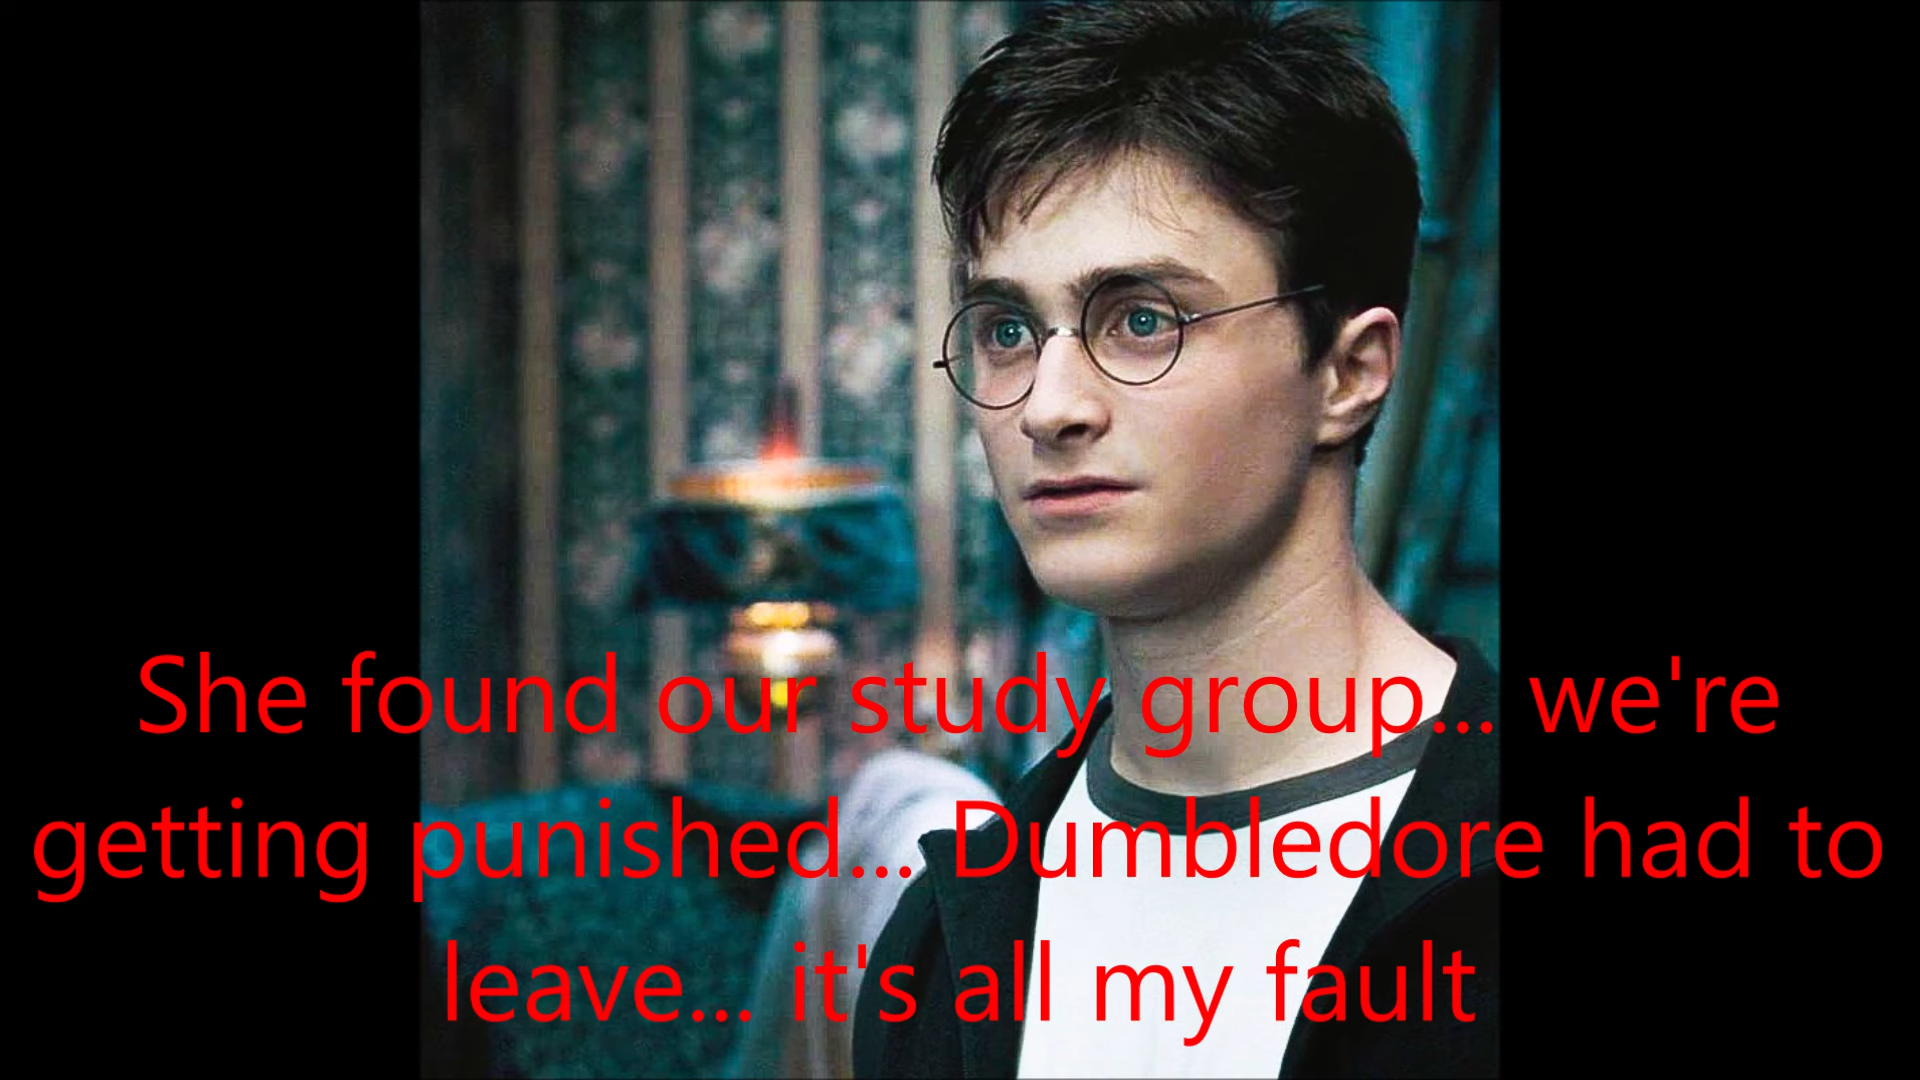 She found our study group... we're
getting punished... Dumbledore had to
leave... it's all my fault